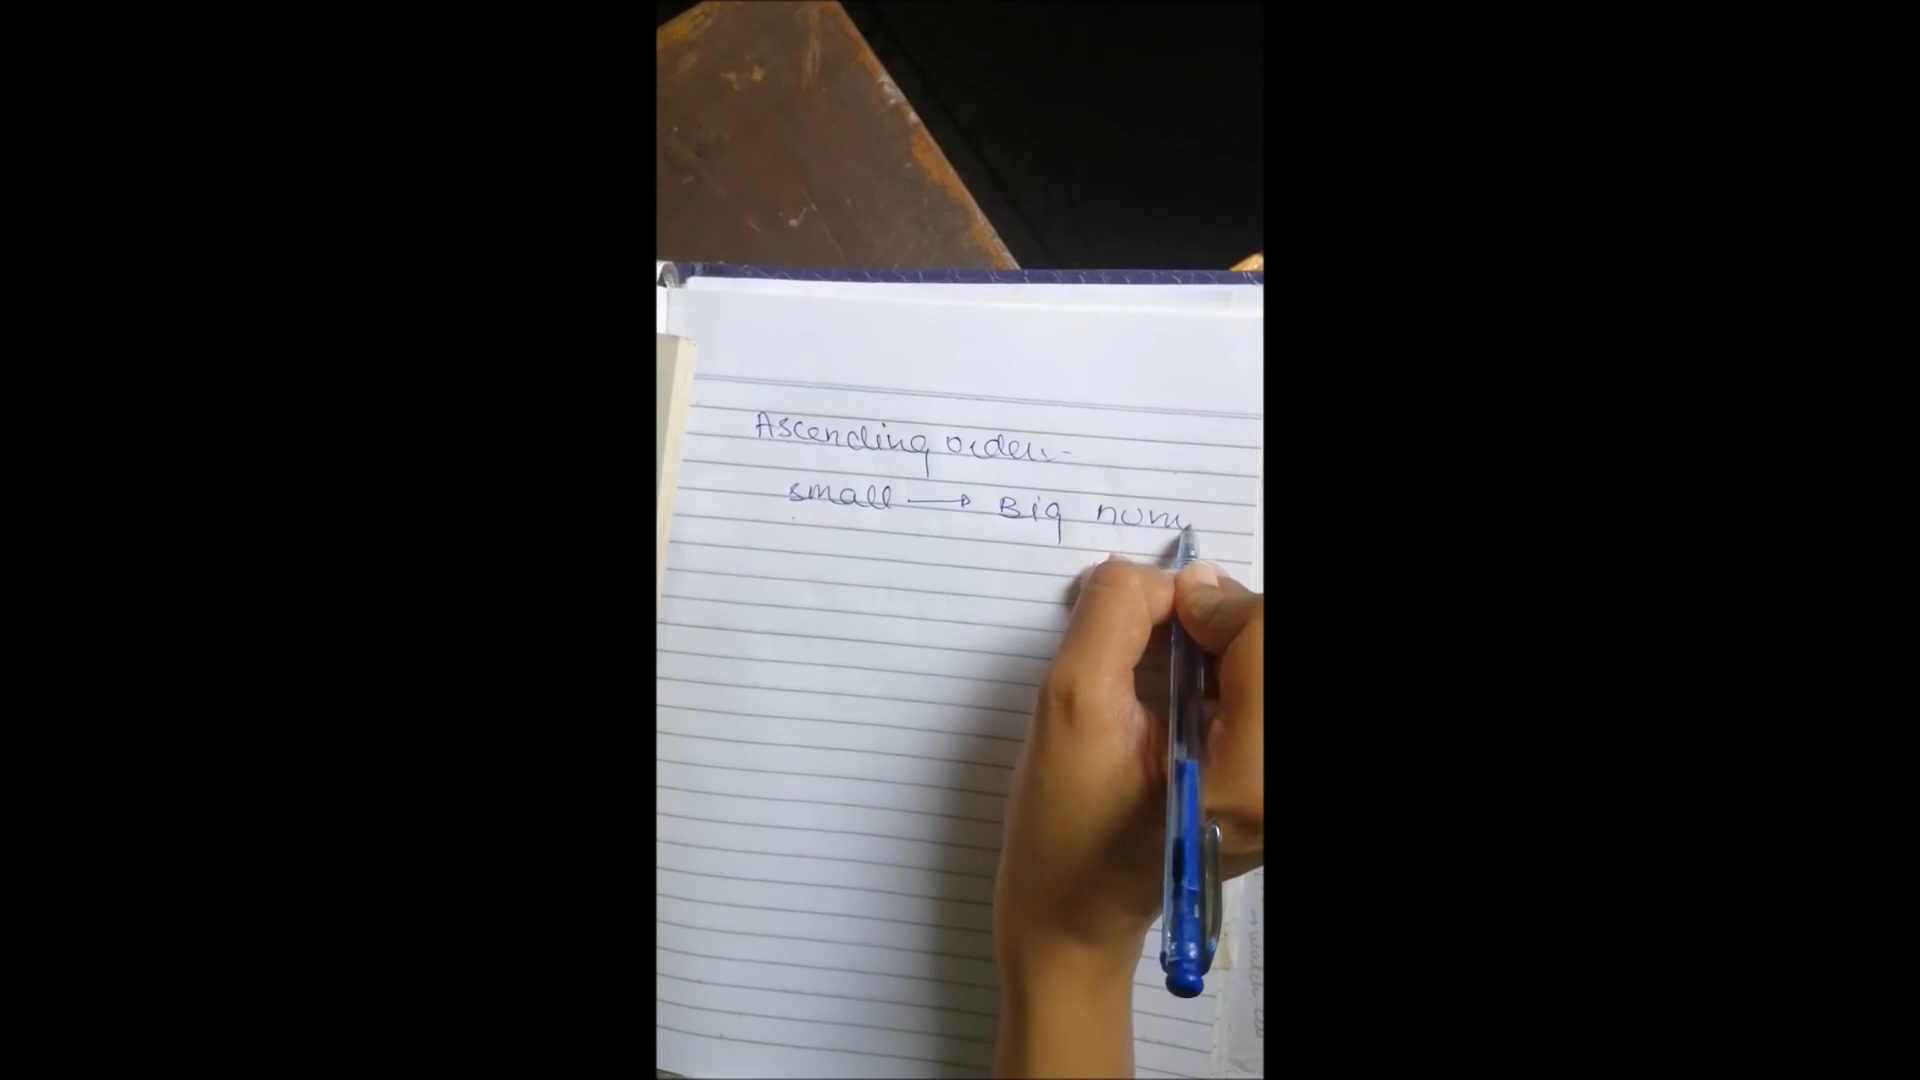 Ascending order:-
small → Big num